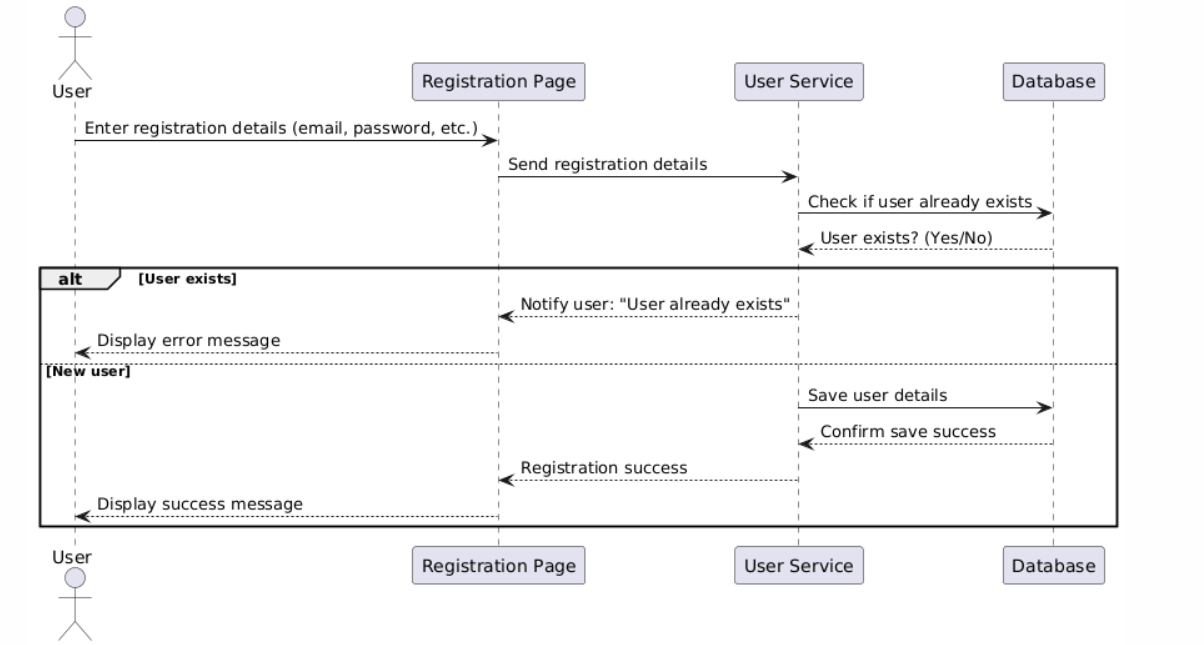 User
Registration Page
User Service
Database
Enter registration details (email, password, etc.)
Send registration details
Check if user already exists
User exists? (Yes/No)
alt
[User exists]
Notify user: "User already exists"
Display error message
[New user]
Save user details
Confirm save success
Registration success
Display success message
User
Registration Page
User Service
Database